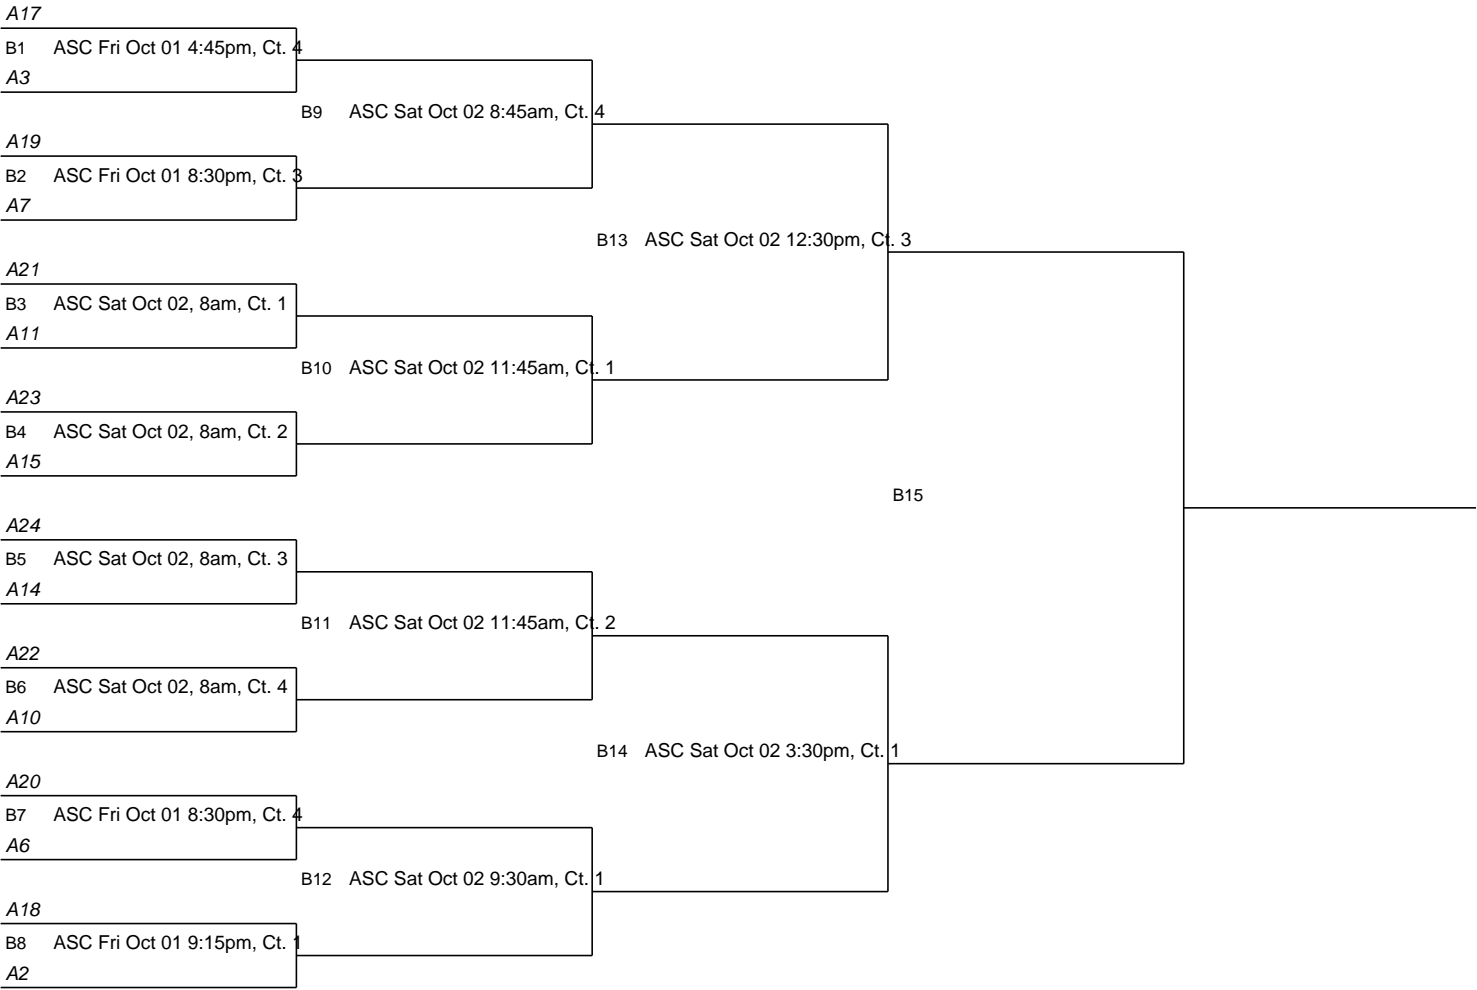 A17
B1 ASC Fri Oct 01 4:45pm, Ct. 4
A3
B9 ASC Sat Oct 02 8:45am, Ct. 4
A19
B2 ASC Fri Oct 01 8:30pm, Ct. 3
A7
B13 ASC Sat Oct 02 12:30pm, Ct. 3
A21
B3 ASC Sat Oct 02, 8am, Ct. 1
A11
B10 ASC Sat Oct 02 11:45am, Ct. 1
A23
B4 ASC Sat Oct 02, 8am, Ct. 2
A15
B15
A24
B5 ASC Sat Oct 02, 8am, Ct. 3
A14
B11 ASC Sat Oct 02 11:45am, Ct. 2
A22
B6 ASC Sat Oct 02, 8am, Ct. 4
A10
B14 ASC Sat Oct 02 3:30pm, Ct. 1
A20
B7 ASC Fri Oct 01 8:30pm, Ct. 4
A6
B12 ASC Sat Oct 02 9:30am, Ct. 1
A18
B8 ASC Fri Oct 01 9:15pm, Ct. 1
A2